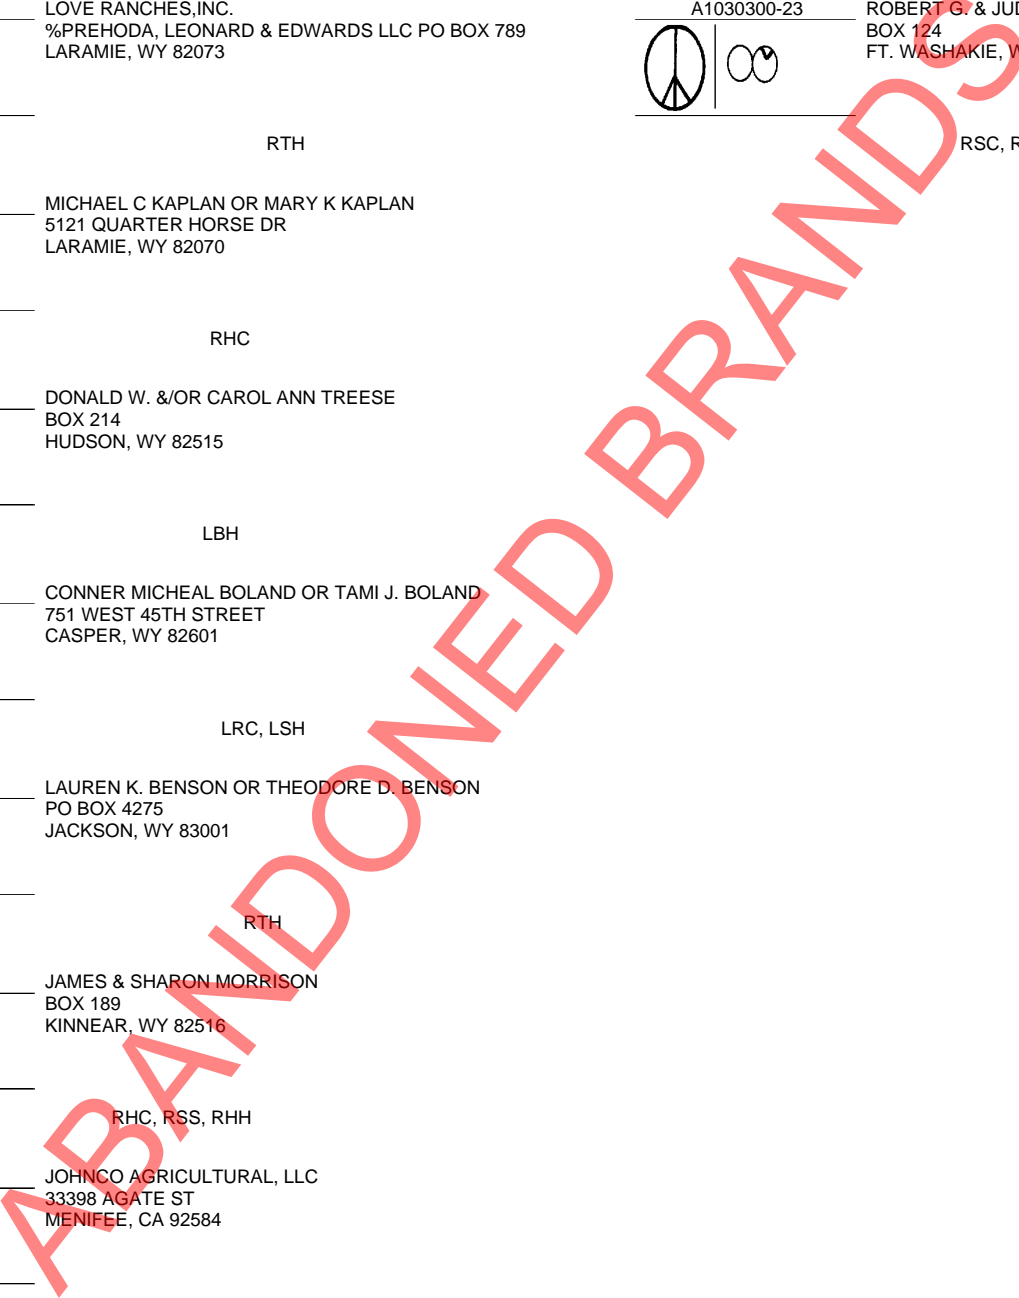 LOVE RANCHES,INC.
%PREHODA, LEONARD & EDWARDS LLC PO BOX 789
LARAMIE, WY 82073
RTH
MICHAEL C KAPLAN OR MARY K KAPLAN
5121 QUARTER HORSE DR
LARAMIE, WY 82070
RHC
DONALD W. &/OR CAROL ANN TREESE
BOX 214
HUDSON, WY 82515
LBH
CONNER MICHEAL BOLAND OR TAMI J. BOLAND
751 WEST 45TH STREET
CASPER, WY 82601
LRC, LSH
LAUREN K. BENSON OR THEODORE D. BENSON
PO BOX 4275
JACKSON, WY 83001
RTH
JAMES & SHARON MORRISON
BOX 189
KINNEAR, WY 82516
RHC, RSS, RHH
JOHNCO AGRICULTURAL, LLC
33398 AGATE ST
MENIFEE, CA 92584
A1030300-23
ROBERT G. &
BOX 124
FT. WASHAKIE,
RSC,
ABANDONED BRANDS